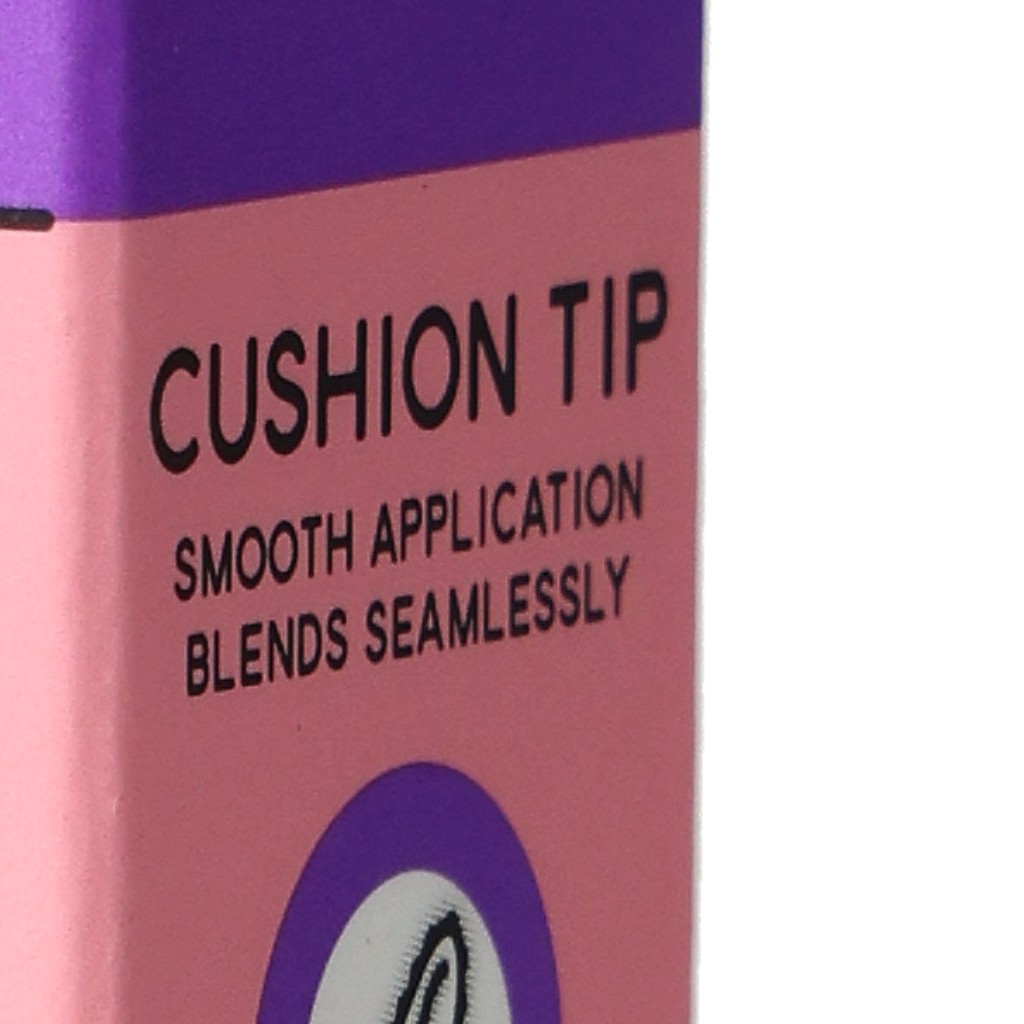 CUSHION TIP
SMOOTH APPLICATION
BLENDS SEAMLESSLY